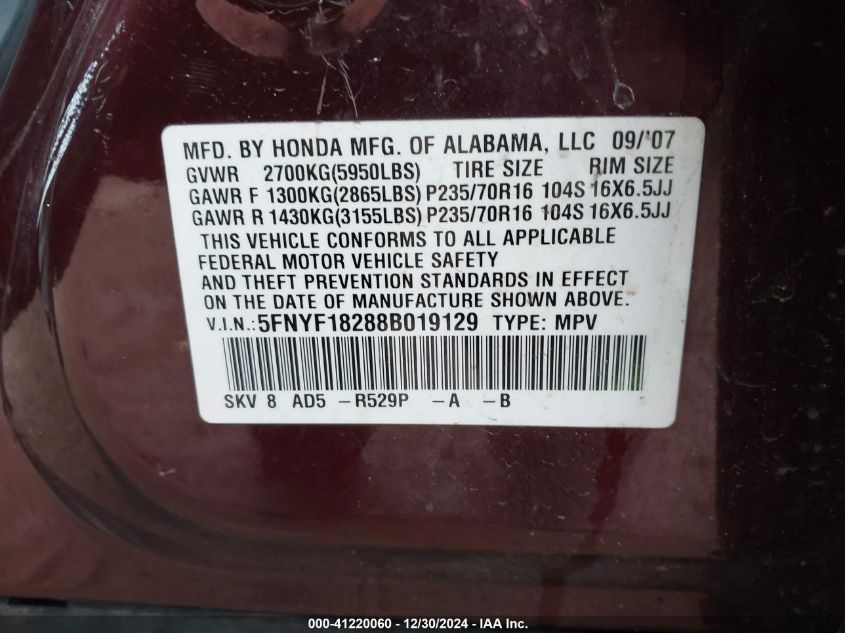 MFD. BY HONDA MFG. OF ALABAMA, LLC 09/'07
GVWR 2700KG(5950LBS) TIRE SIZE RIM SIZE
GAWR F 1300KG(2865LBS) P235/70R16 104S 16X6.5JJ
GAWR R 1430KG(3155LBS) P235/70R16 104S 16X6.5JJ
THIS VEHICLE CONFORMS TO ALL APPLICABLE
FEDERAL MOTOR VEHICLE SAFETY
AND THEFT PREVENTION STANDARDS IN EFFECT
ON THE DATE OF MANUFACTURE SHOWN ABOVE.
V.I.N.: 5FNYF18288B019129 TYPE: MPV
SKV 8 AD5 -R529P -A -B
000-41220060 - 12/30/2024 - IAA Inc.